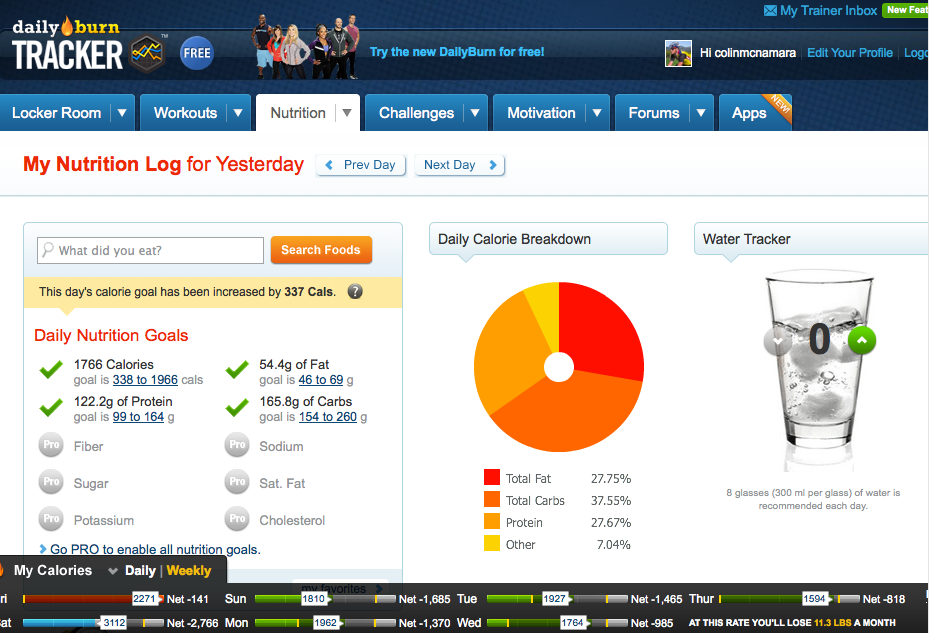 My Trainer Inbox New Feat
daily burn
TRACKER
TM
FREE
Try the new DailyBurn for free!
Hi colinmcnamara Edit Your Profile Logo
Locker Room Workouts Nutrition Challenges Motivation Forums Apps NEW!
My Nutrition Log for Yesterday Prev Day Next Day
What did you eat? Search Foods
Daily Calorie Breakdown
Water Tracker
This day's calorie goal has been increased by 337 Cals. ?
Daily Nutrition Goals
1766 Calories
goal is 338 to 1966 cals
54.4g of Fat
goal is 46 to 69 g
122.2g of Protein
goal is 99 to 164 g
165.8g of Carbs
goal is 154 to 260 g
Pro Fiber
Pro Sodium
Pro Sugar
Pro Sat. Fat
Pro Potassium
Pro Cholesterol
Go PRO to enable all nutrition goals.
my favorites
Total Fat 27.75%
Total Carbs 37.55%
Protein 27.67%
Other 7.04%
0
8 glasses (300 ml per glass) of water is
recommended each day.
My Calories Daily | Weekly
ri 2271 Net -141 Sun 1810 Net -1,685 Tue 1927 Net -1,465 Thur 1594 Net -818
at 3112 Net -2,766 Mon 1962 Net -1,370 Wed 1764 Net -985 AT THIS RATE YOU'LL LOSE 11.3 LBS A MONTH